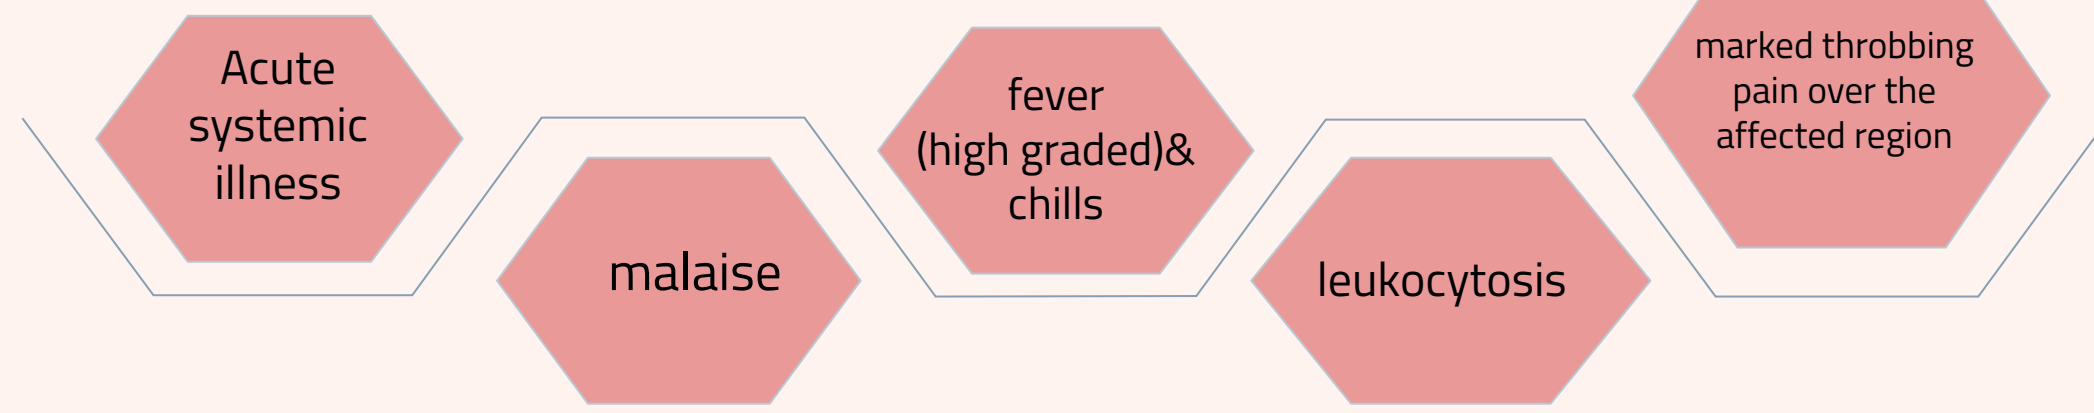 Acute
systemic
illness
malaise
fever
(high graded)&
chills
leukocytosis
marked throbbing
pain over the
affected region